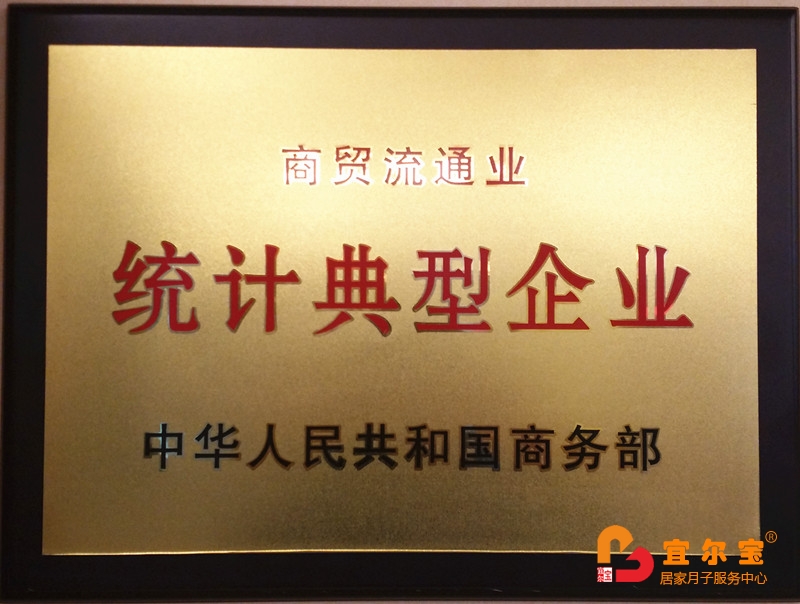 商贸流通业
统计典型企业
中华人民共和国商务部
宜尔宝®
居家月子服务中心